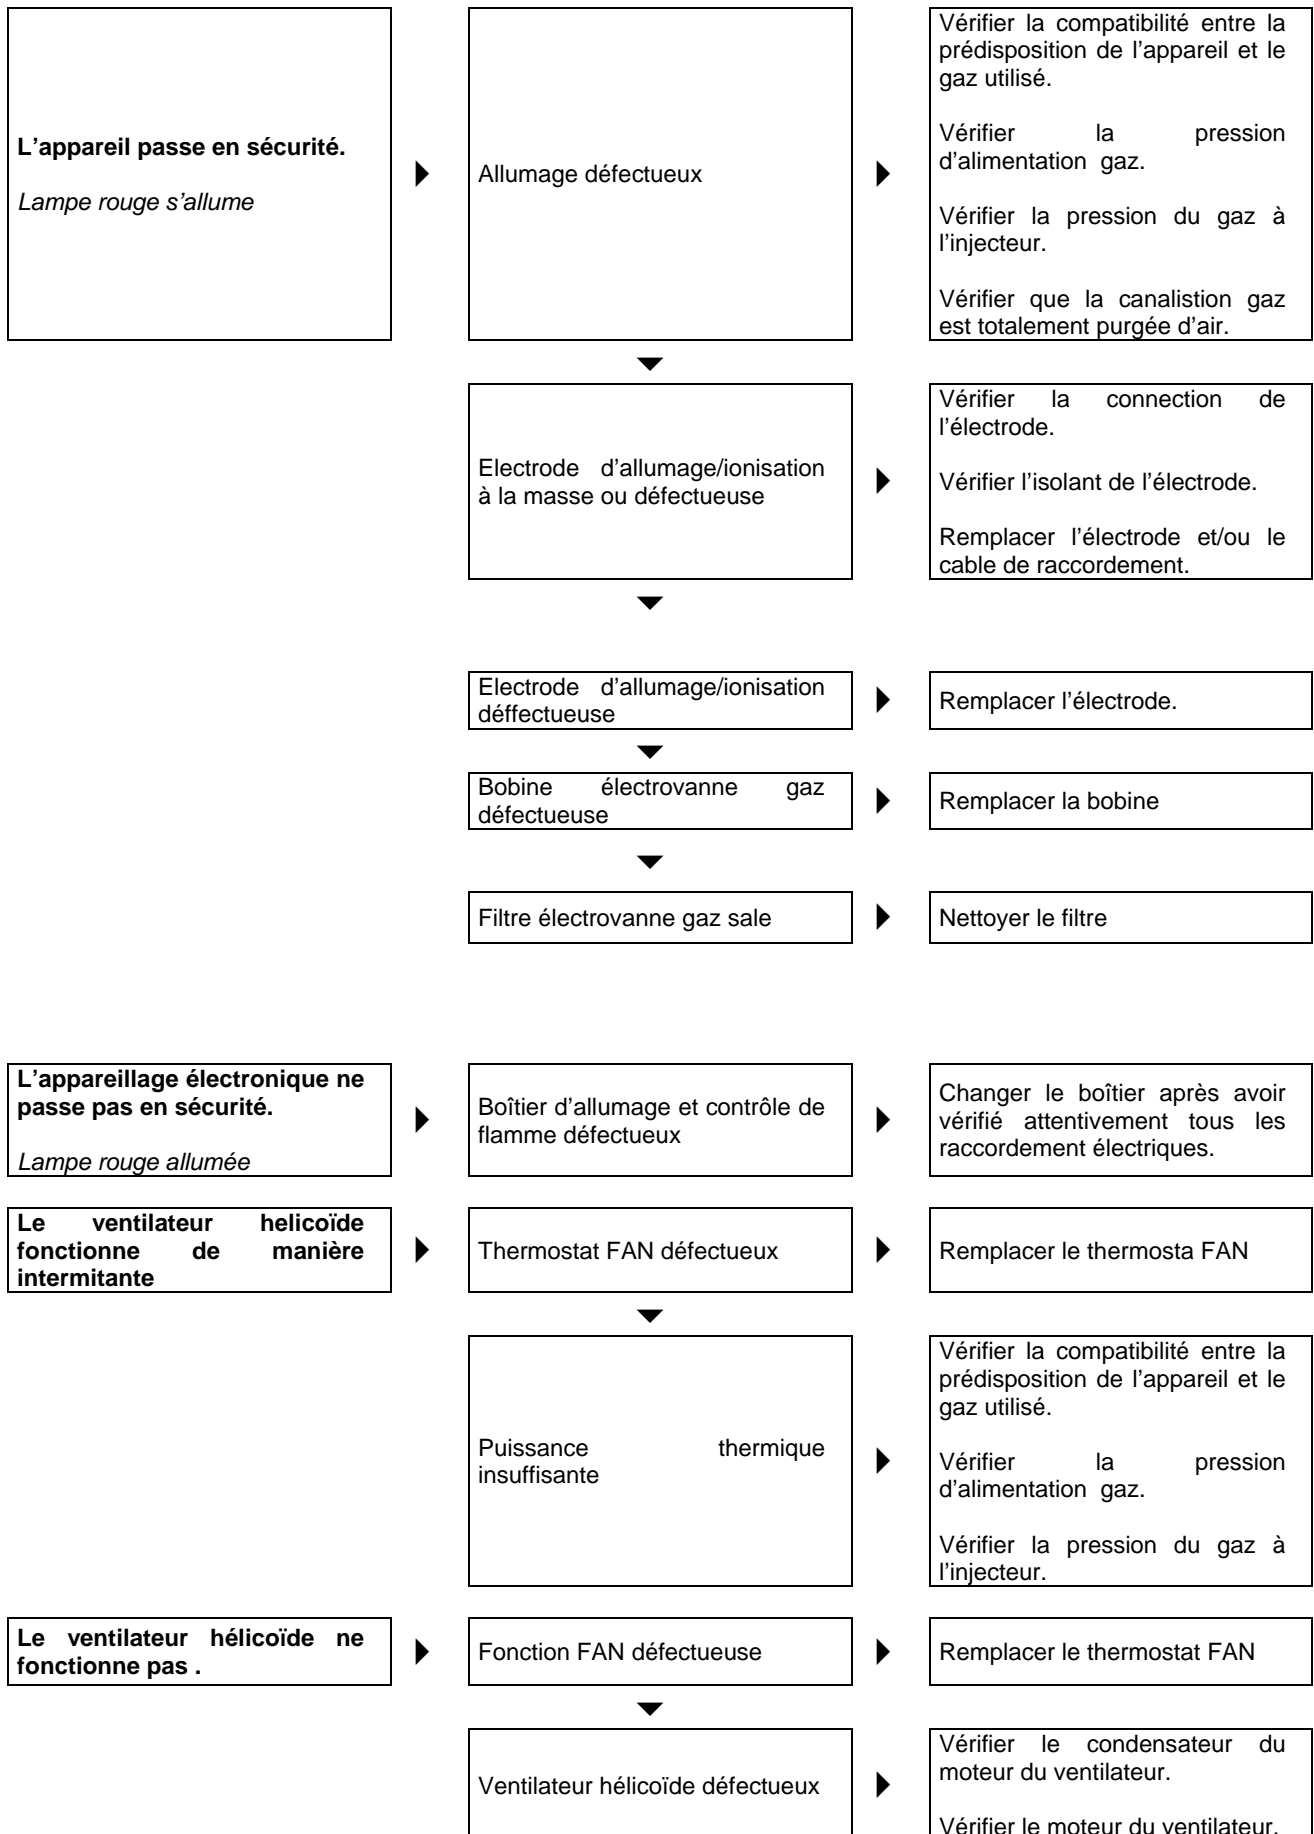 L’appareil passe en sécurité.
Lampe rouge s’allume
Allumage défectueux
Vérifier la compatibilité entre la
prédisposition de l’appareil et le
gaz utilisé.
Vérifier la pression
d’alimentation gaz.
Vérifier la pression du gaz à
l’injecteur.
Vérifier que la canalistion gaz
est totalement purgée d’air.
Electrode d’allumage/ionisation
à la masse ou défectueuse
Vérifier la connection de
l’électrode.
Vérifier l’isolant de l’électrode.
Remplacer l’électrode et/ou le
cable de raccordement.
Electrode d’allumage/ionisation
déffectueuse
Remplacer l’électrode.
Bobine électrovanne gaz
défectueuse
Remplacer la bobine
Filtre électrovanne gaz sale
Nettoyer le filtre
L’appareillage électronique ne
passe pas en sécurité.
Lampe rouge allumée
Boîtier d’allumage et contrôle de
flamme défectueux
Changer le boîtier après avoir
vérifié attentivement tous les
raccordement électriques.
Le ventilateur helicoïde
fonctionne de manière
intermitante
Thermostat FAN défectueux
Remplacer le thermosta FAN
Puissance thermique
insuffisante
Vérifier la compatibilité entre la
prédisposition de l’appareil et le
gaz utilisé.
Vérifier la pression
d’alimentation gaz.
Vérifier la pression du gaz à
l’injecteur.
Le ventilateur hélicoïde ne
fonctionne pas .
Fonction FAN défectueuse
Remplacer le thermostat FAN
Ventilateur hélicoïde défectueux
Vérifier le condensateur du
moteur du ventilateur.
Vérifier le moteur du ventilateur.